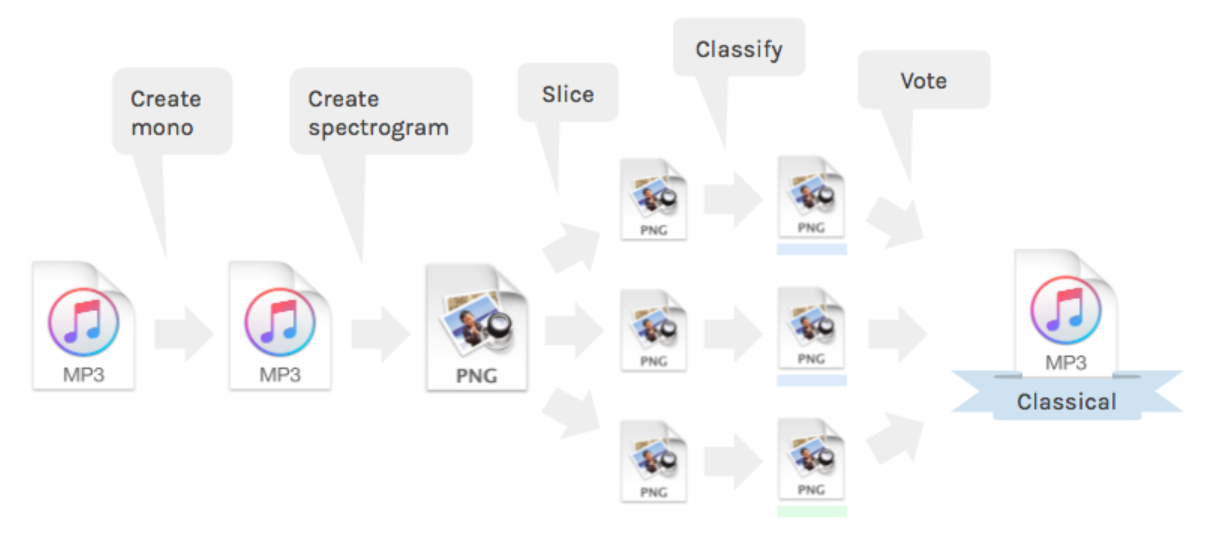 Classify
Create
mono
Create
spectrogram
Slice
Vote
PNG
PNG
MP3
MP3
PNG
PNG
PNG
MP3
Classical
PNG
PNG